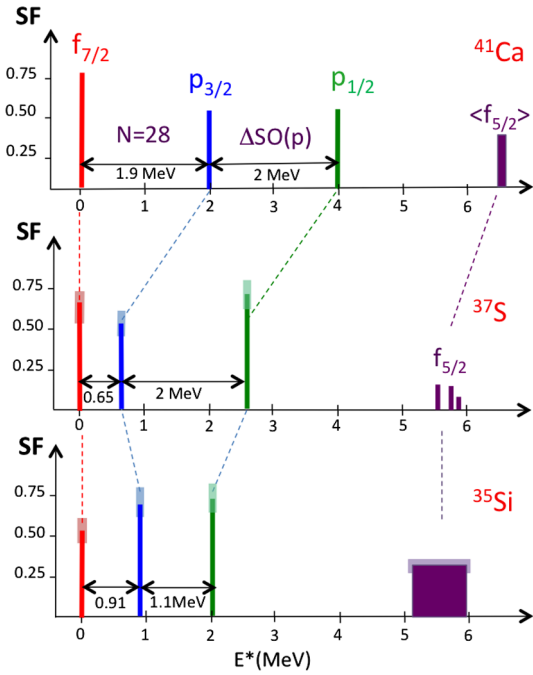 SF
f7/2
p3/2
p1/2
41Ca
<f5/2>
0.75
0.50
0.25
N=28
ΔSO(p)
1.9 MeV
2 MeV
0 1 2 3 4 5 6
SF
37S
f5/2
0.75
0.50
0.25
0.65
2 MeV
0 1 2 3 4 5 6
SF
35Si
0.75
0.50
0.25
0.91
1.1MeV
0 1 2 3 4 5 6
E*(MeV)